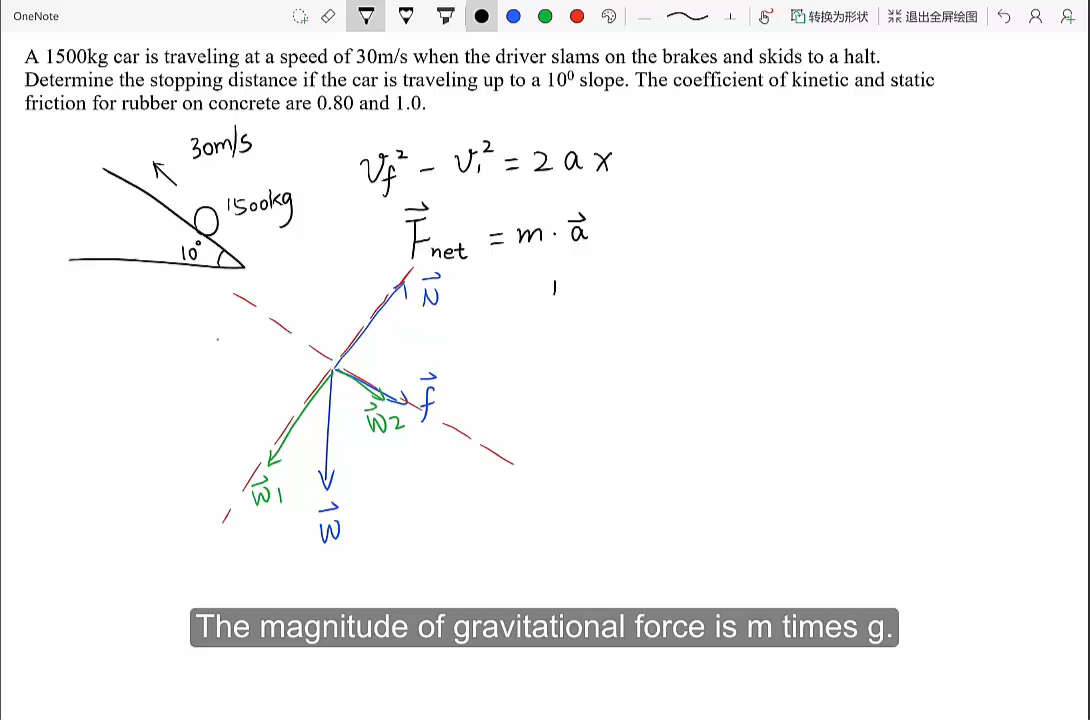 OneNote
转换为形状
退出全屏绘图
A 1500kg car is traveling at a speed of 30m/s when the driver slams on the brakes and skids to a halt.
Determine the stopping distance if the car is traveling up to a 10⁰ slope. The coefficient of kinetic and static
friction for rubber on concrete are 0.80 and 1.0.
30m/s
1500kg
10°
v_f² - v_i² = 2 a x
F⃗_net = m · a⃗
N⃗
f⃗
W⃗2
W⃗1
W⃗
The magnitude of gravitational force is m times g.